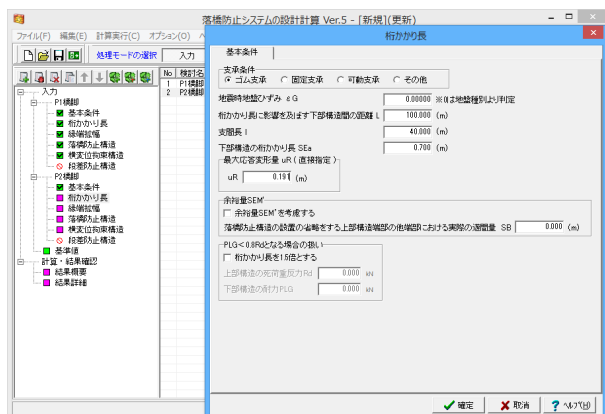 落橋防止システムの設計計算 Ver.5 - [新規](更新)
ファイル(F) 編集(E) 計算実行(C) オプション(O)
処理モードの選択 入力
No 検討名
1 P1橋脚
2 P2橋脚
入力
P1橋脚
基本条件
桁かかり長
縁端拡幅
落橋防止構造
横変位拘束構造
段差防止構造
P2橋脚
基本条件
桁かかり長
縁端拡幅
落橋防止構造
横変位拘束構造
段差防止構造
基準値
計算・結果確認
結果概要
結果詳細
桁かかり長
基本条件
支承条件
ゴム支承 固定支承 可動支承 その他
地震時地盤ひずみ εG 0.00000 ※0は地盤種別より判定
桁かかり長に影響を及ぼす下部構造間の距離 L 100.000 (m)
支間長 l 40.000 (m)
下部構造の桁かかり長 SEa 0.700 (m)
最大応答変形量 uR(直接指定)
uR 0.191 (m)
余裕量SEM'
余裕量SEM'を考慮する
落橋防止構造の設置の省略をする上部構造端部の他端部における実際の遊間量 SB 0.000 (m)
PLG<0.8Rdとなる場合の扱い
桁かかり長を1.5倍とする
上部構造の死荷重反力Rd 0.000 kN
下部構造の耐力PLG 0.000 kN
確定 取消 ? ヘルプ(H)